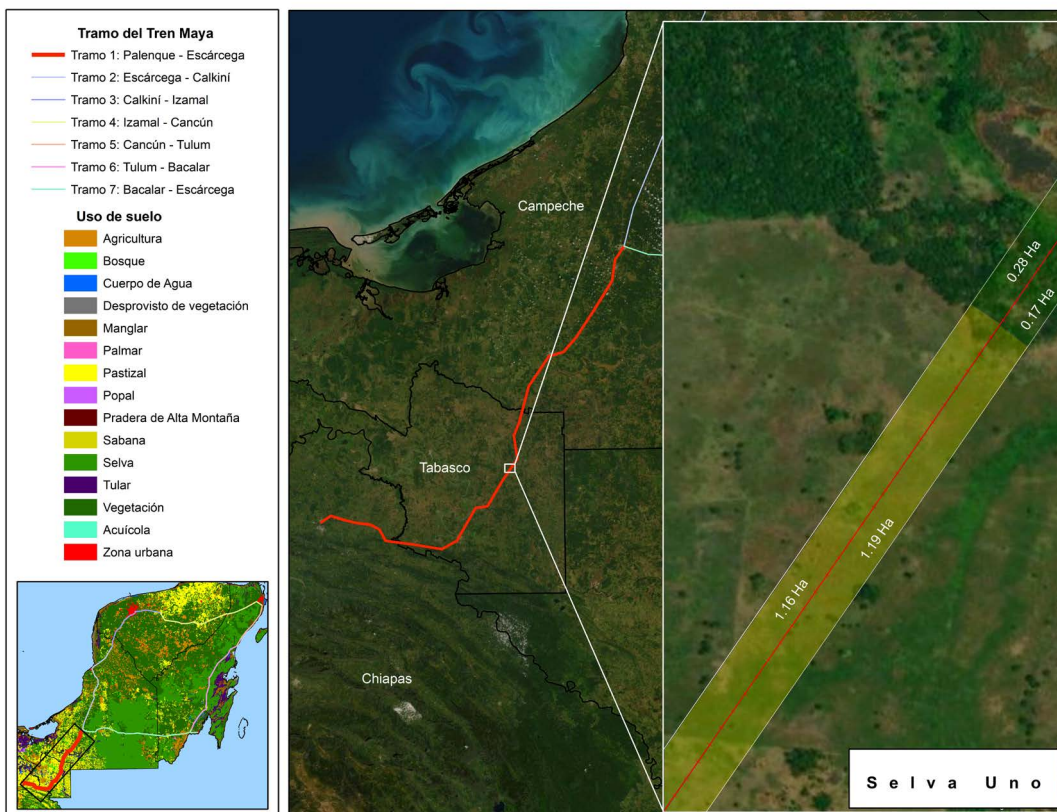 Tramo del Tren Maya
Tramo 1: Palenque - Escárcega
Tramo 2: Escárcega - Calkiní
Tramo 3: Calkiní - Izamal
Tramo 4: Izamal - Cancún
Tramo 5: Cancún - Tulum
Tramo 6: Tulum - Bacalar
Tramo 7: Bacalar - Escárcega
Uso de suelo
Agricultura
Bosque
Cuerpo de Agua
Desprovisto de vegetación
Manglar
Palmar
Pastizal
Popal
Pradera de Alta Montaña
Sabana
Selva
Tular
Vegetación
Acuícola
Zona urbana
Campeche
Tabasco
Chiapas
0.28 Ha
0.17 Ha
1.19 Ha
1.16 Ha
Selva Uno